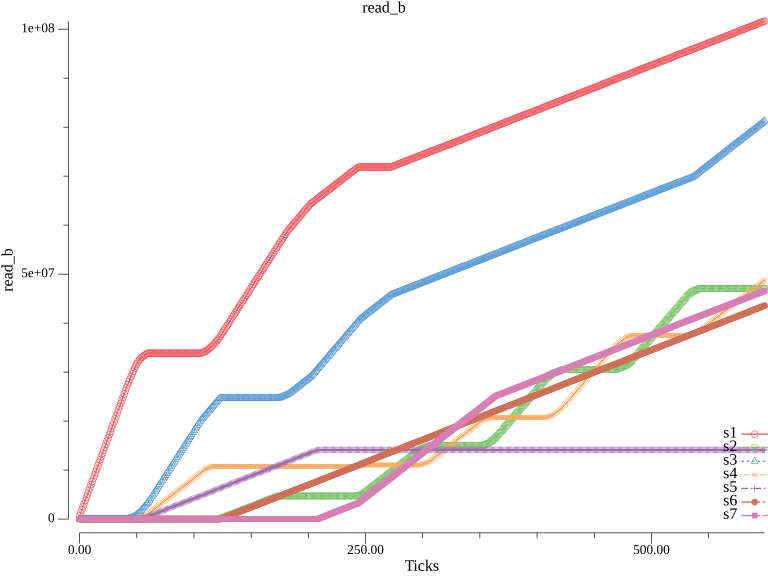 read_b
1e+08
5e+07
0
read_b
0.00
250.00
500.00
Ticks
s1
s2
s3
s4
s5
s6
s7